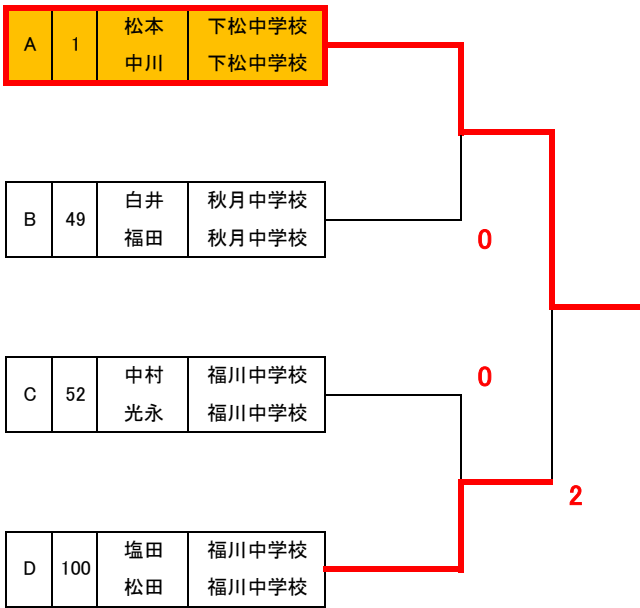 A 1 松本 下松中学校
中川 下松中学校
B 49 白井 秋月中学校
福田 秋月中学校
0
0
C 52 中村 福川中学校
光永 福川中学校
2
D 100 塩田 福川中学校
松田 福川中学校